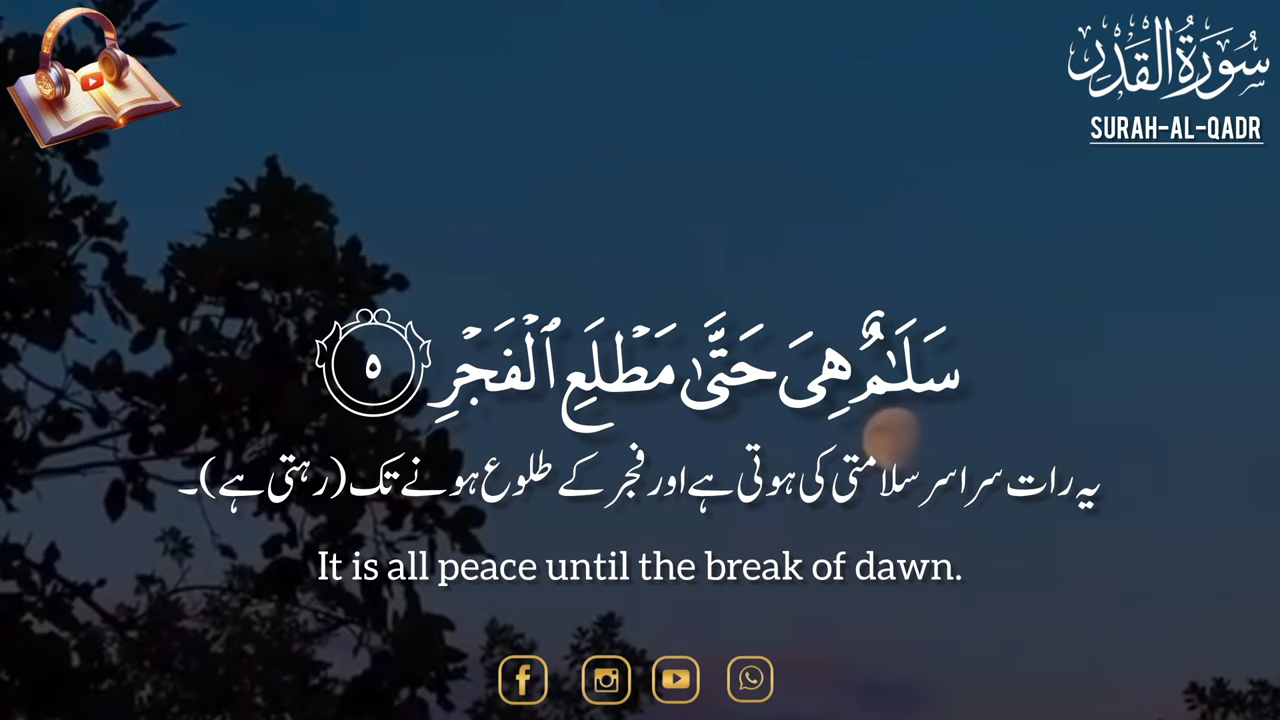 سُورَةُ الْقَدْرِ
SURAH-AL-QADR
سَلَـٰمٌ هِىَ حَتَّىٰ مَطْلَعِ ٱلْفَجْرِ ٥
یہ رات سراسر سلامتی کی ہوتی ہے اور فجر کے طلوع ہونے تک (رہتی ہے)۔
It is all peace until the break of dawn.